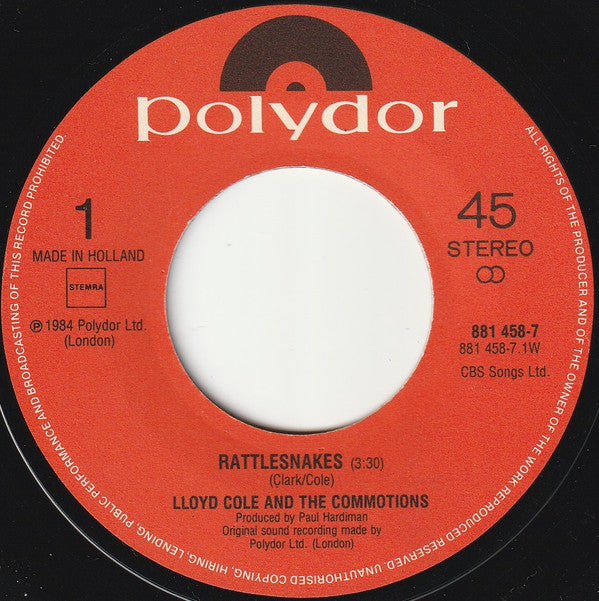 polydor
1
MADE IN HOLLAND
STEMRA
℗ 1984 Polydor Ltd.
(London)
45
STEREO
881 458-7
881 458-7.1W
CBS Songs Ltd.
RATTLESNAKES (3:30)
(Clark/Cole)
LLOYD COLE AND THE COMMOTIONS
Produced by Paul Hardiman
Original sound recording made by
Polydor Ltd. (London)
ALL RIGHTS OF THE PRODUCER AND OF THE OWNER OF THE WORK REPRODUCED RESERVED. UNAUTHORISED COPYING, HIRING, LENDING, PUBLIC PERFORMANCE AND BROADCASTING OF THIS RECORD PROHIBITED.